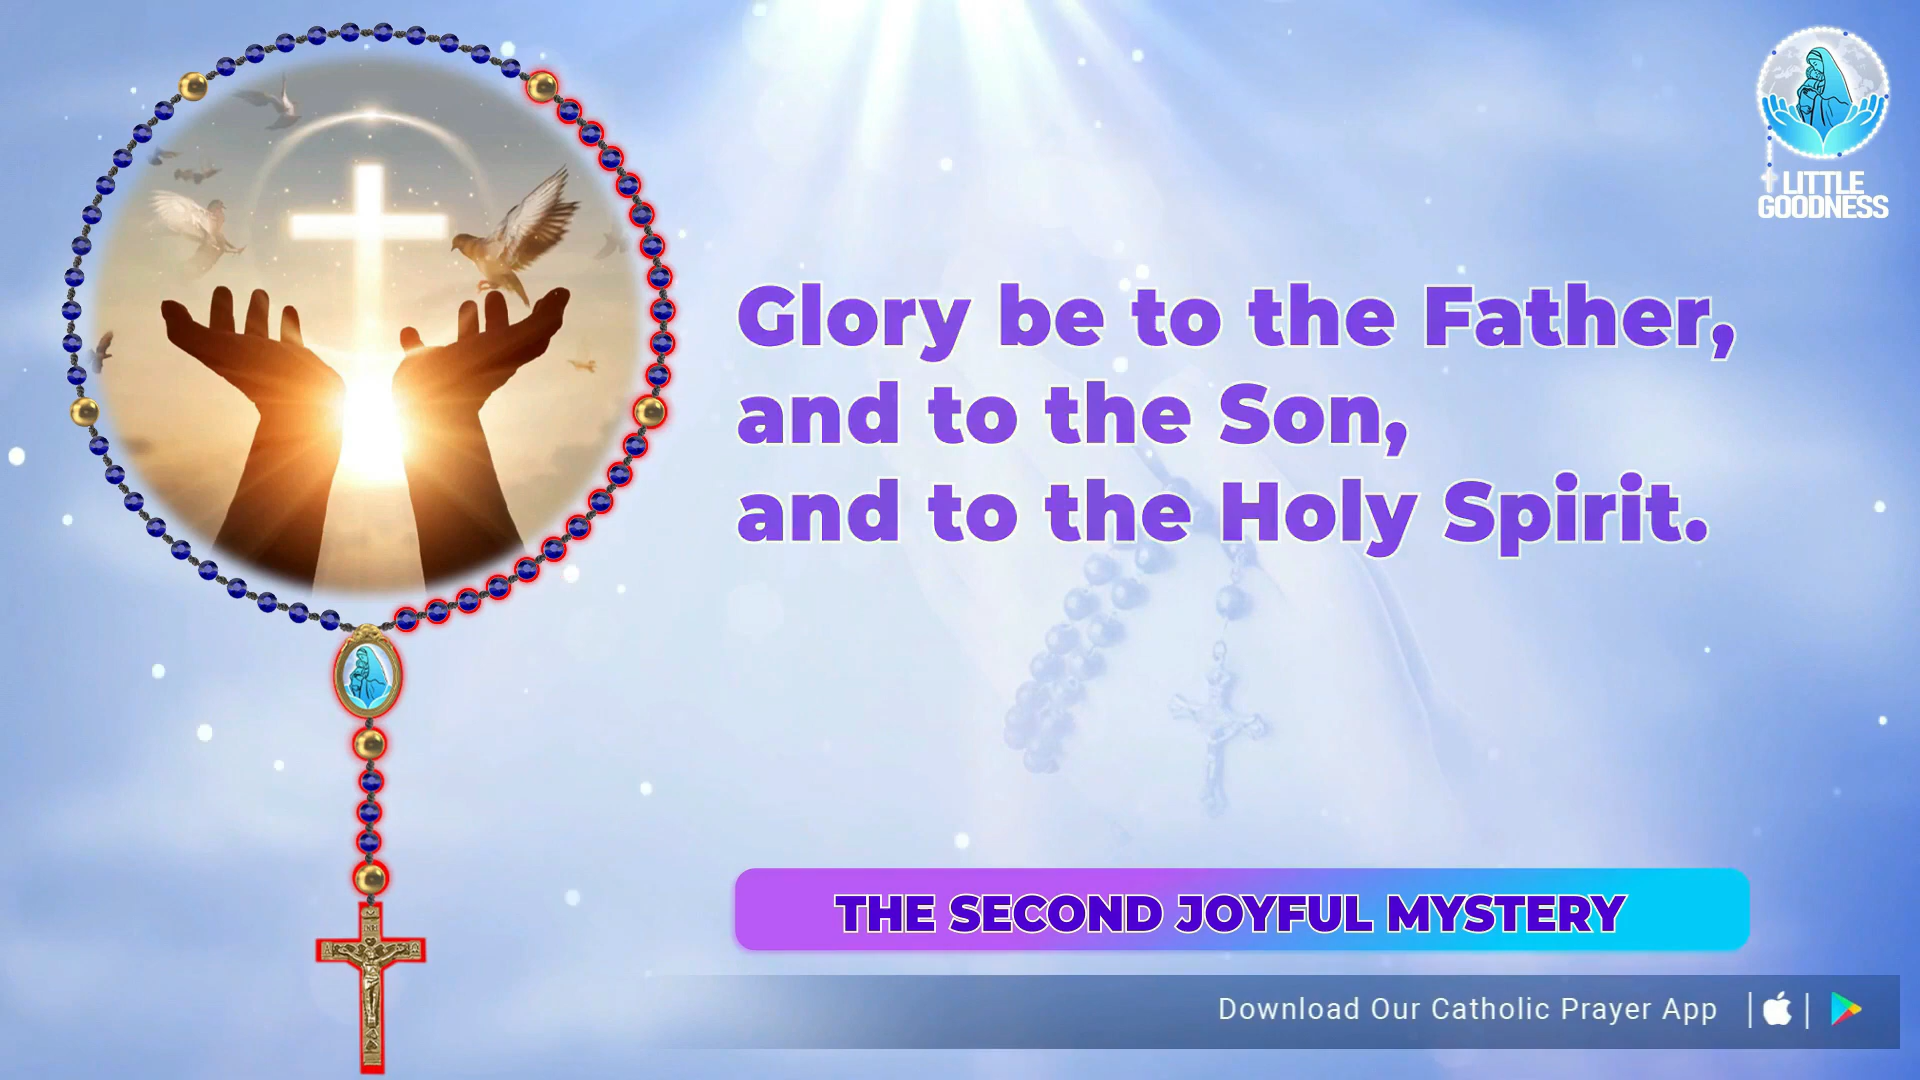 LITTLE
GOODNESS
Glory be to the Father,
and to the Son,
and to the Holy Spirit.
THE SECOND JOYFUL MYSTERY
Download Our Catholic Prayer App
INRI